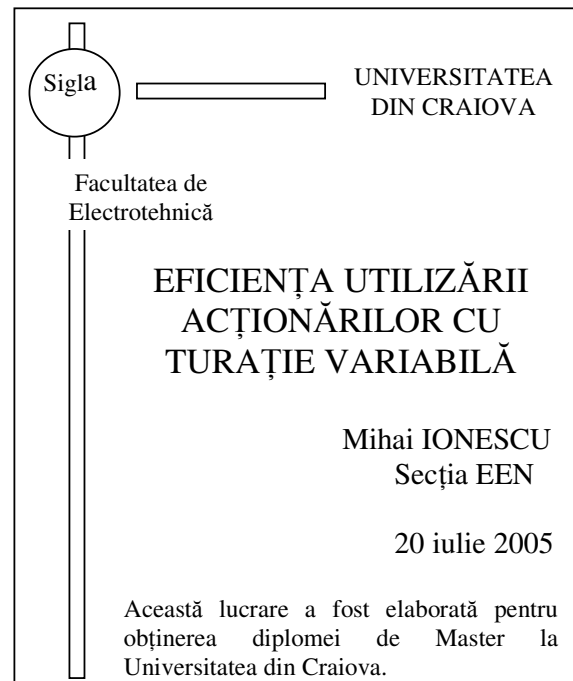 Sigla
UNIVERSITATEA
DIN CRAIOVA
Facultatea de
Electrotehnică
EFICIENȚA UTILIZĂRII
ACȚIONĂRILOR CU
TURAȚIE VARIABILĂ
Mihai IONESCU
Secția EEN
20 iulie 2005
Această lucrare a fost elaborată pentru
obținerea diplomei de Master la
Universitatea din Craiova.